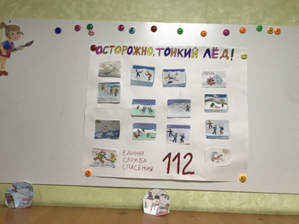 ОСТОРОЖНО, ТОНКИЙ ЛЁД!
ЕДИНАЯ
СЛУЖБА
СПАСЕНИЯ
112